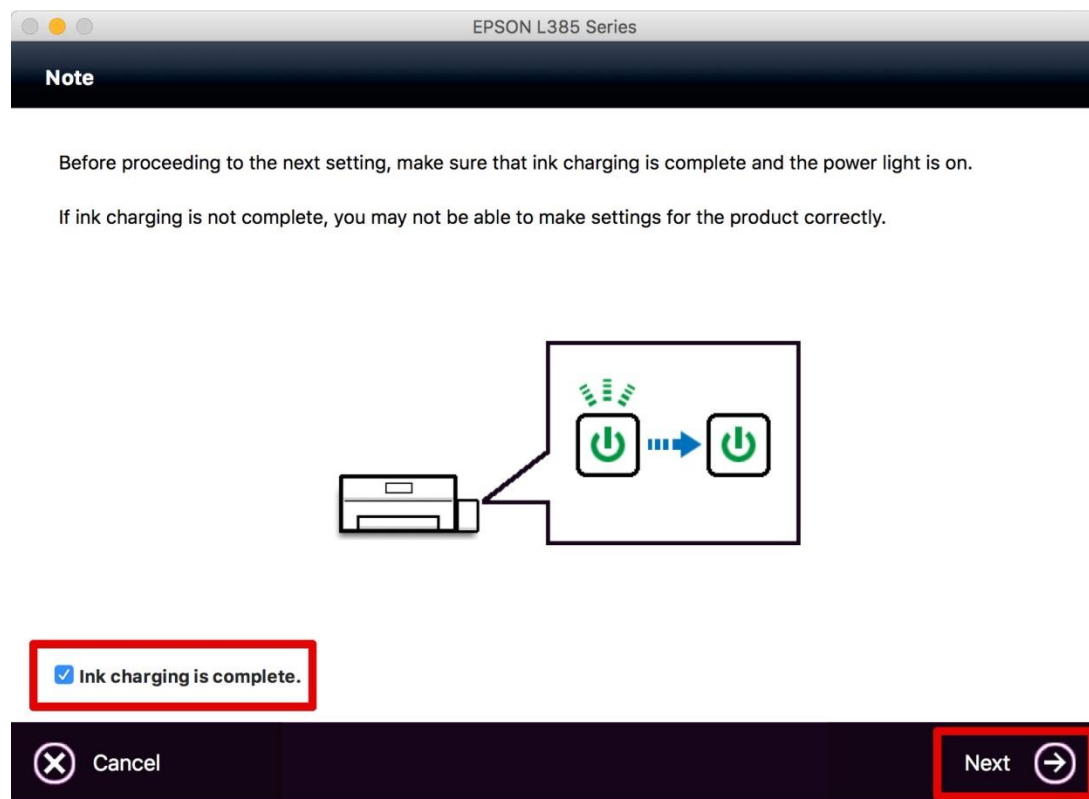 EPSON L385 Series
Note
Before proceeding to the next setting, make sure that ink charging is complete and the power light is on.
If ink charging is not complete, you may not be able to make settings for the product correctly.
Ink charging is complete.
Cancel
Next